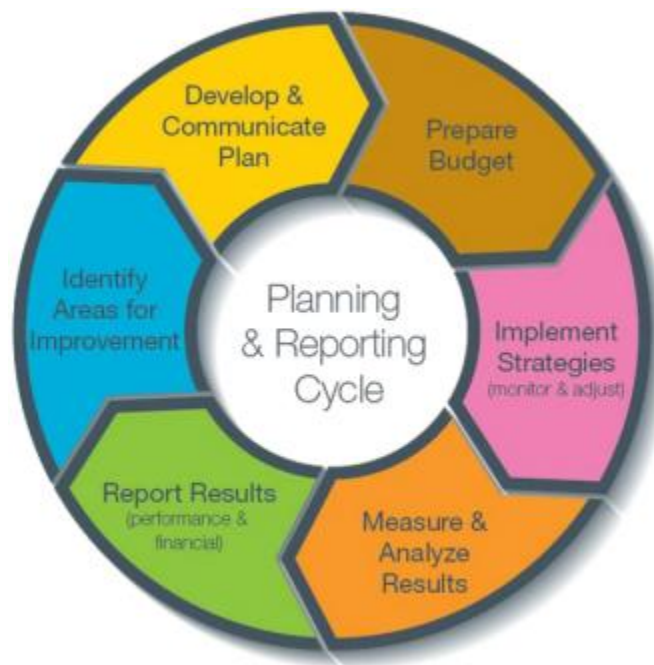 Develop &
Communicate
Plan
Prepare
Budget
Implement
Strategies
(monitor & adjust)
Measure &
Analyze
Results
Report Results
(performance &
financial)
Identify
Areas for
Improvement
Planning
& Reporting
Cycle